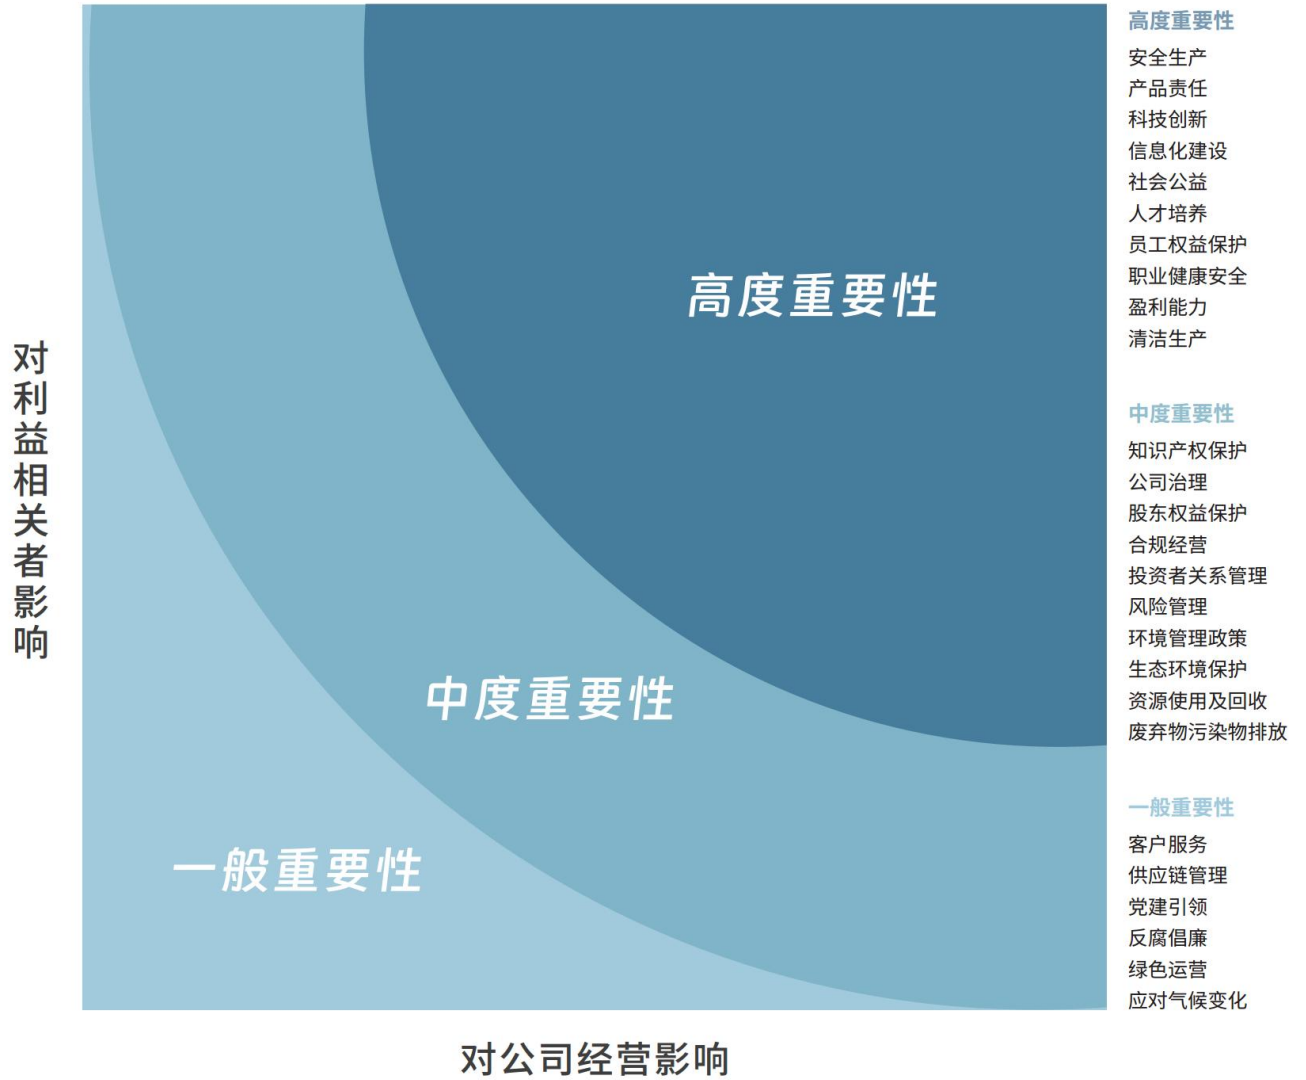 对利益相关者影响
高度重要性
中度重要性
一般重要性
对公司经营影响
高度重要性
安全生产
产品责任
科技创新
信息化建设
社会公益
人才培养
员工权益保护
职业健康安全
盈利能力
清洁生产
中度重要性
知识产权保护
公司治理
股东权益保护
合规经营
投资者关系管理
风险管理
环境管理政策
生态环境保护
资源使用及回收
废弃物污染物排放
一般重要性
客户服务
供应链管理
党建引领
反腐倡廉
绿色运营
应对气候变化